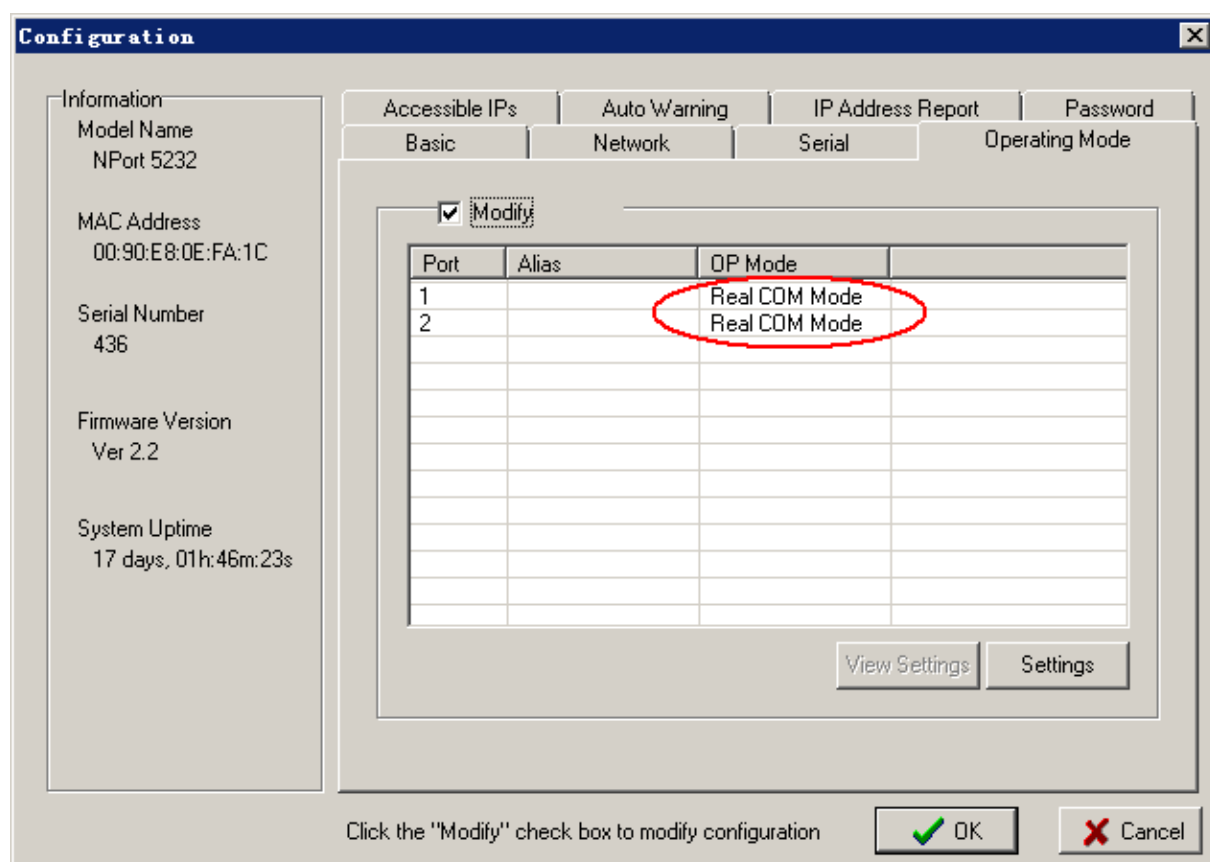 Configuration
Information
Model Name
NPort 5232
MAC Address
00:90:E8:0E:FA:1C
Serial Number
436
Firmware Version
Ver 2.2
System Uptime
17 days, 01h:46m:23s
Accessible IPs Auto Warning IP Address Report Password
Basic Network Serial Operating Mode
Modify
Port Alias OP Mode
1 Real COM Mode
2 Real COM Mode
View Settings Settings
Click the "Modify" check box to modify configuration OK Cancel